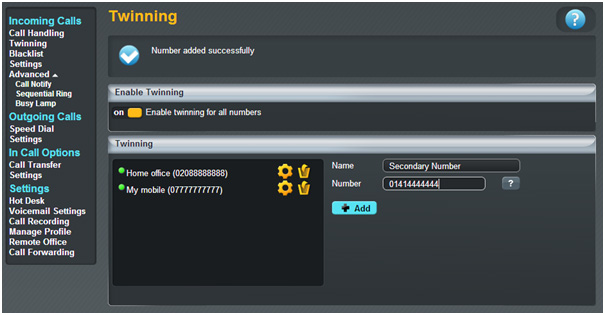 Incoming Calls
Call Handling
Twinning
Blacklist
Settings
Advanced
Call Notify
Sequential Ring
Busy Lamp
Outgoing Calls
Speed Dial
Settings
In Call Options
Call Transfer
Settings
Settings
Hot Desk
Voicemail Settings
Call Recording
Manage Profile
Remote Office
Call Forwarding
Twinning
?
Number added successfully
Enable Twinning
on Enable twinning for all numbers
Twinning
Home office (02088888888)
My mobile (07777777777)
Name Secondary Number
Number 01414444444 ?
Add